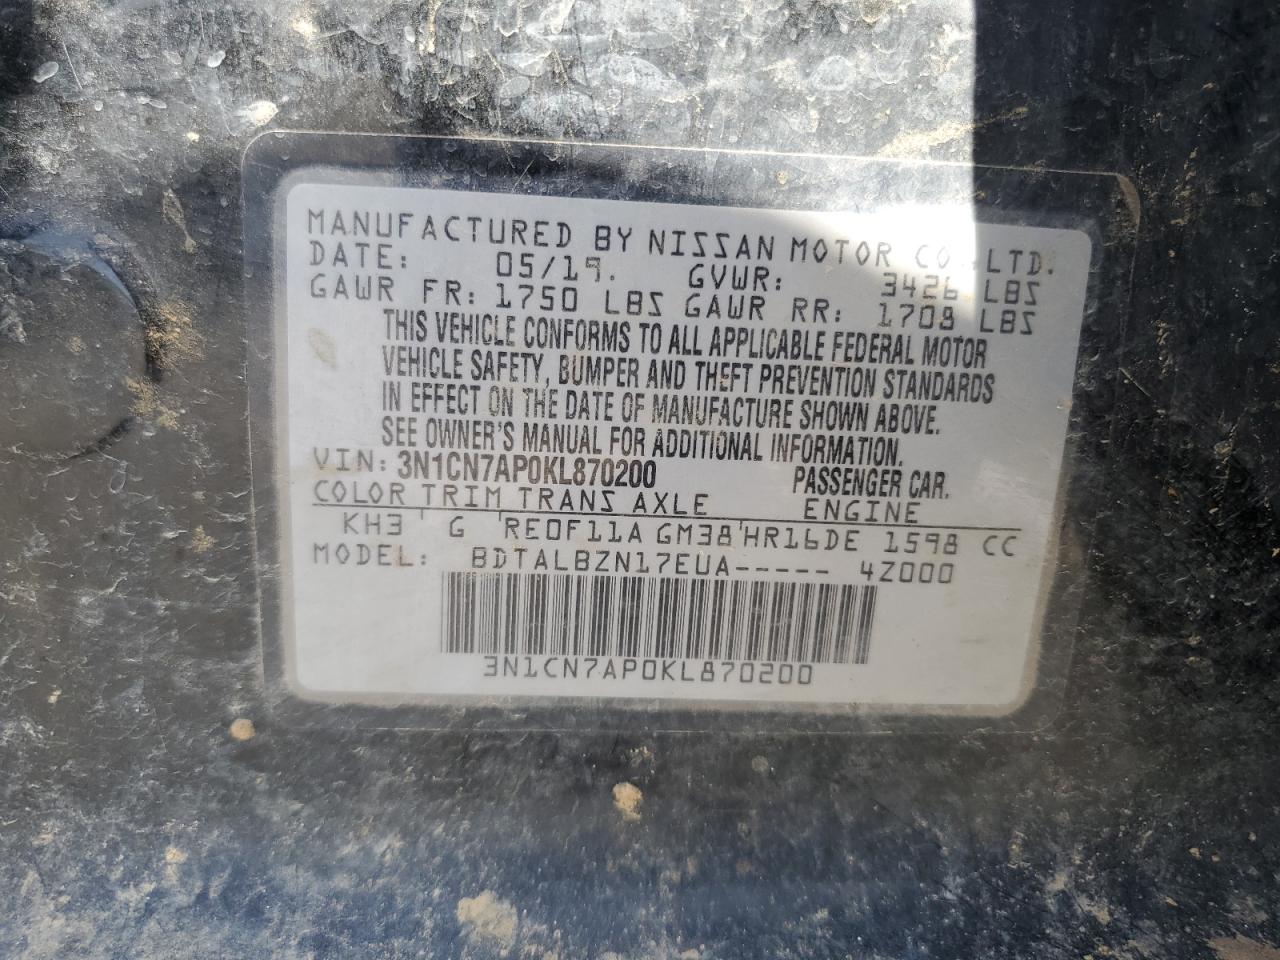 MANUFACTURED BY NISSAN MOTOR CO.,LTD.
DATE: 05/19. GVWR: 3426 LBS
GAWR FR: 1750 LBS GAWR RR: 1709 LBS
THIS VEHICLE CONFORMS TO ALL APPLICABLE FEDERAL MOTOR
VEHICLE SAFETY, BUMPER AND THEFT PREVENTION STANDARDS
IN EFFECT ON THE DATE OF MANUFACTURE SHOWN ABOVE.
SEE OWNER'S MANUAL FOR ADDITIONAL INFORMATION.
VIN: 3N1CN7AP0KL870200 PASSENGER CAR.
COLOR TRIM TRANS AXLE ENGINE
KH3 ' G ' RE0F11A GM38 ' HR16DE 1598 CC
MODEL: BDTALBZN17EUA----- 4Z000
3N1CN7AP0KL870200